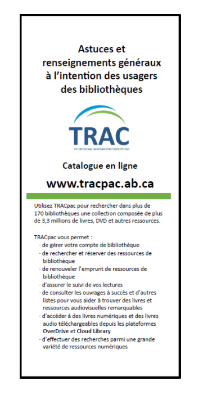 Astuces et
renseignements généraux
à l'intention des usagers
des bibliothèques
TRAC
Catalogue en ligne
www.tracpac.ab.ca
Utilisez TRACpac pour rechercher dans plus de
170 bibliothèques une collection composée de plus
de 3,3 millions de livres, DVD et autres ressources.
TRACpac vous permet :
- de gérer votre compte de bibliothèque
- de rechercher et réserver des ressources de
bibliothèque
- de renouveler l'emprunt de ressources de
bibliothèque
- d'assurer le suivi de vos lectures
- de consulter les ouvrages à succès et d'autres
listes pour vous aider à trouver des livres et
ressources audiovisuelles remarquables
- d'accéder à des livres numériques et des livres
audio téléchargeables depuis les plateformes
OverDrive et Cloud Library
- d'effectuer des recherches parmi une grande
variété de ressources numériques